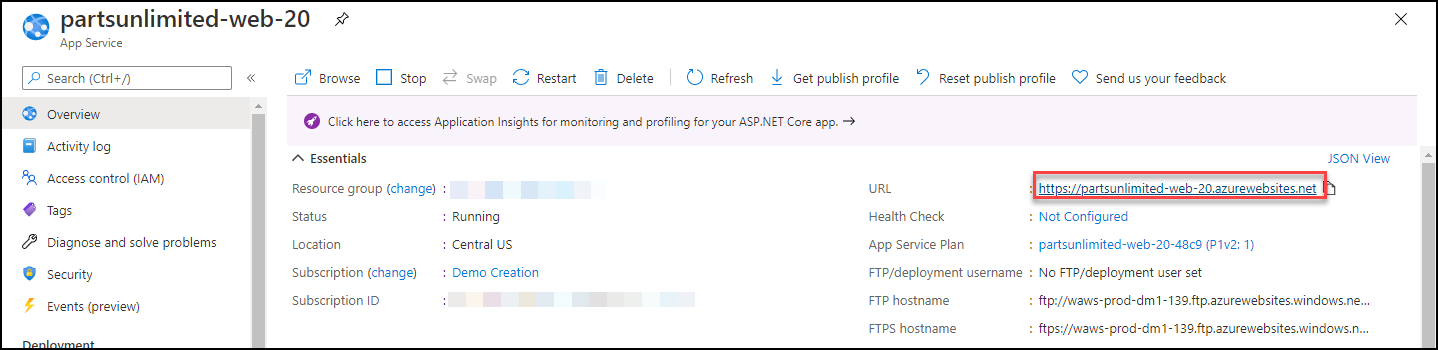 partsunlimited-web-20
App Service
Search (Ctrl+/)
«
Overview
Activity log
Access control (IAM)
Tags
Diagnose and solve problems
Security
Events (preview)
Deployment
Browse Stop Swap Restart Delete Refresh Get publish profile Reset publish profile Send us your feedback
Click here to access Application Insights for monitoring and profiling for your ASP.NET Core app. →
Essentials
JSON View
Resource group (change) :
Status : Running
Location : Central US
Subscription (change) : Demo Creation
Subscription ID :
URL : https://partsunlimited-web-20.azurewebsites.net
Health Check : Not Configured
App Service Plan : partsunlimited-web-20-48c9 (P1v2: 1)
FTP/deployment username : No FTP/deployment user set
FTP hostname : ftp://waws-prod-dm1-139.ftp.azurewebsites.windows.ne...
FTPS hostname : ftps://waws-prod-dm1-139.ftp.azurewebsites.windows.n...